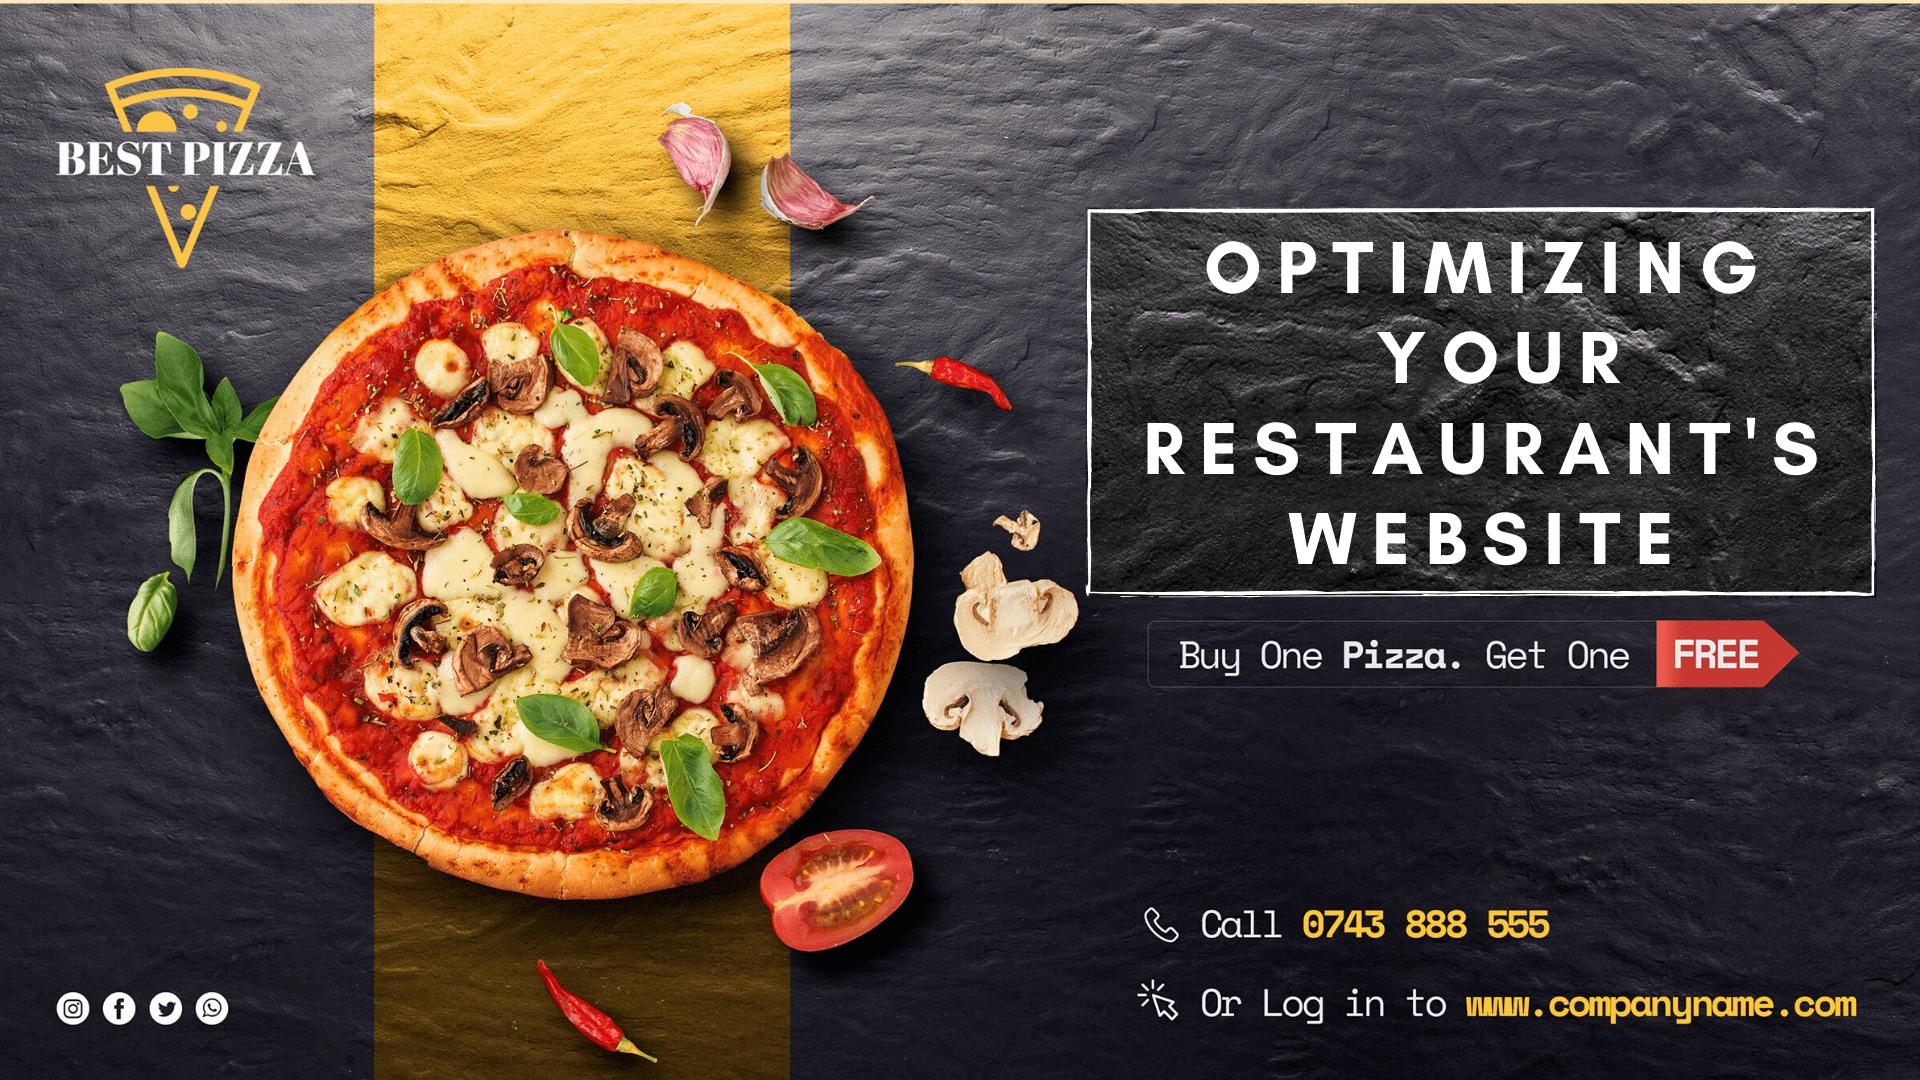 BEST PIZZA
OPTIMIZING
YOUR
RESTAURANT'S
WEBSITE
Buy One Pizza. Get One FREE
Call 0743 888 555
Or Log in to www.companyname.com